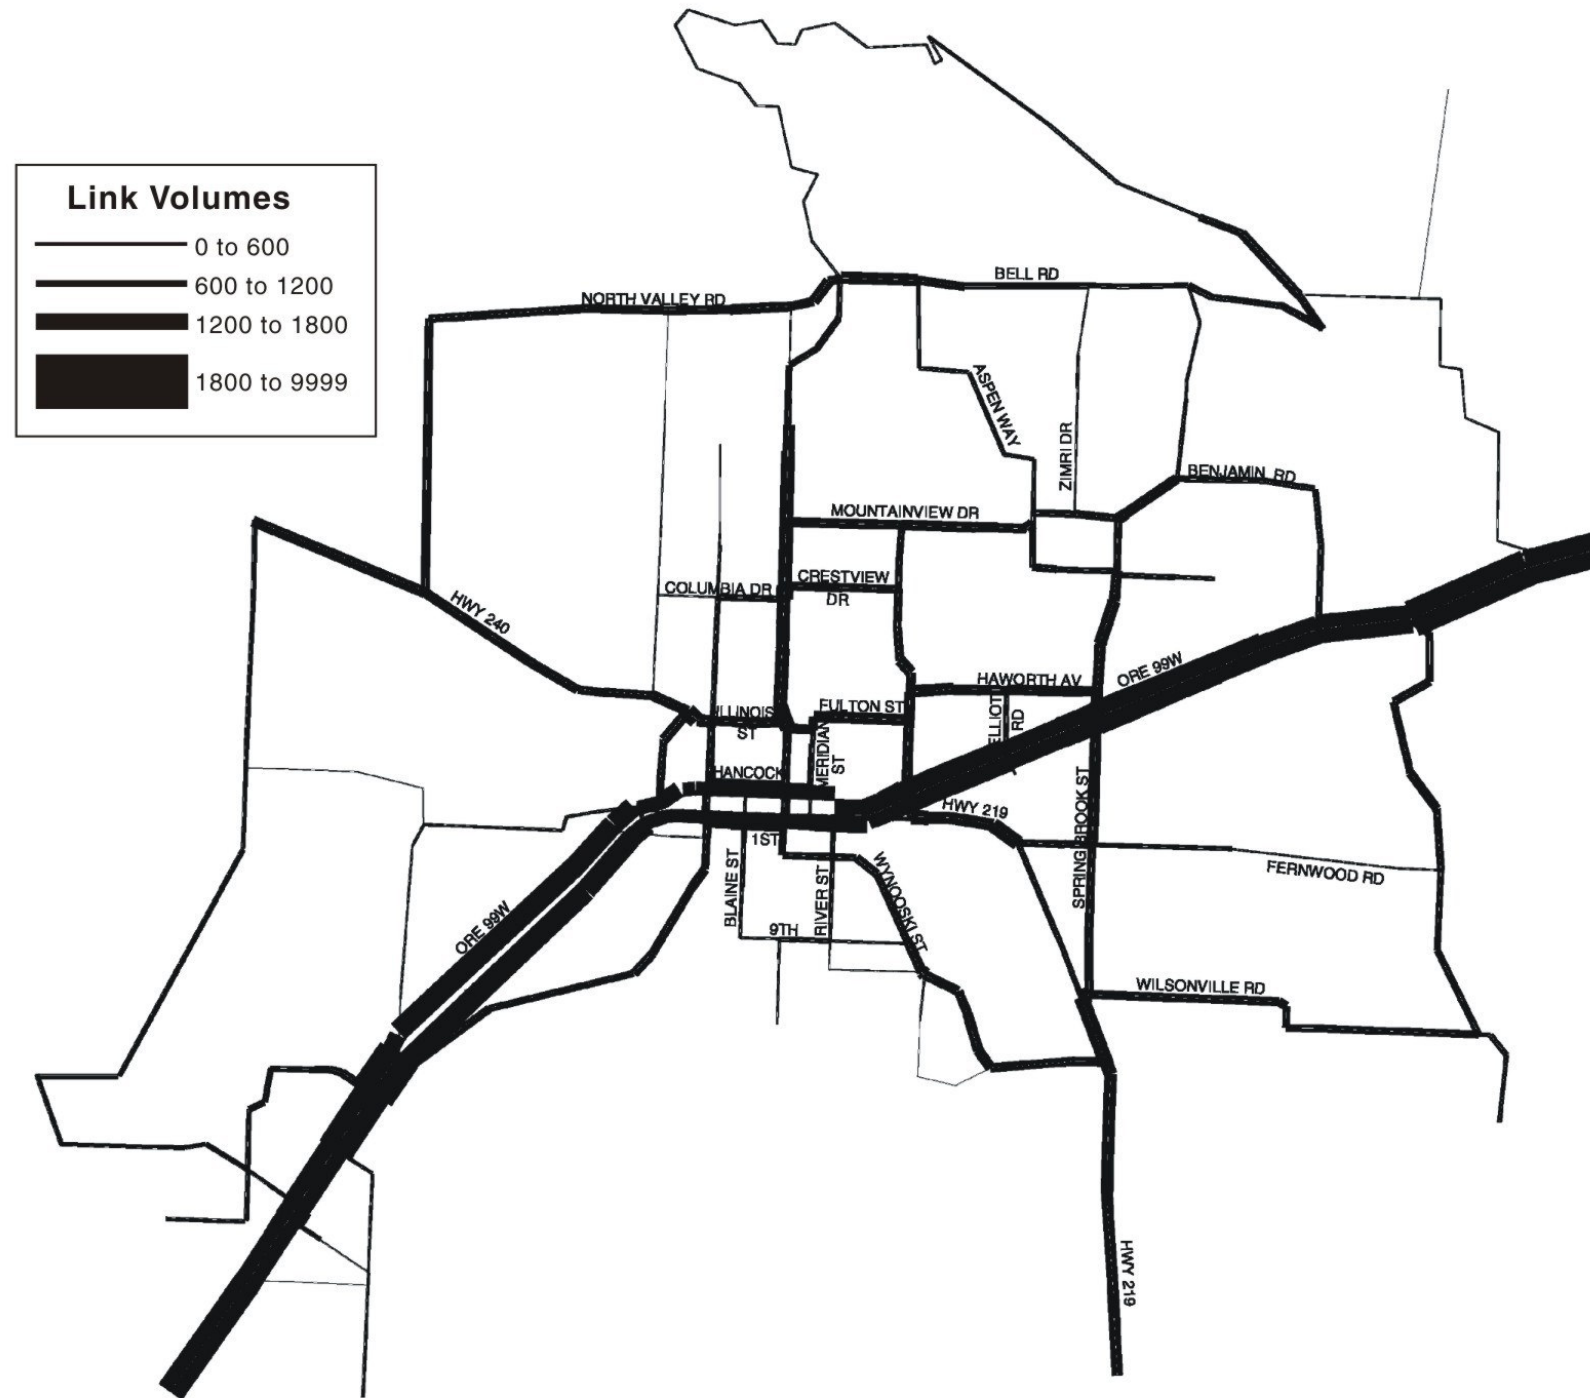 Link Volumes
0 to 600
600 to 1200
1200 to 1800
1800 to 9999
BELL RD
NORTH VALLEY RD
ASPEN WAY
ZIMRI DR
BENJAMIN RD
MOUNTAINVIEW DR
CRESTVIEW
DR
COLUMBIA DR
HWY 240
ORE 99W
HAWORTH AV
ELLIOTT
RD
FULTON ST
ILLINOIS
ST
MERIDIAN
ST
HANCOCK
HWY 219
SPRING BROOK ST
1ST
FERNWOOD RD
BLAINE ST
RIVER ST
WYNOOSKI ST
ORE 99W
9TH
WILSONVILLE RD
HWY 219